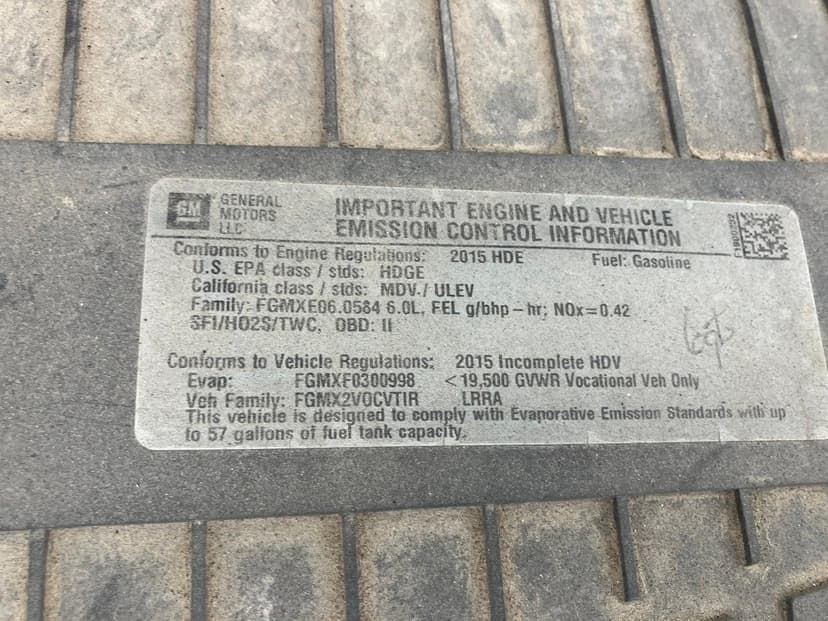 GM
GENERAL
MOTORS
LLC
IMPORTANT ENGINE AND VEHICLE
EMISSION CONTROL INFORMATION
Conforms to Engine Regulations: 2015 HDE Fuel: Gasoline
U.S. EPA class / stds: HDGE
California class / stds: MDV./ ULEV
Family: FGMXE06.0584 6.0L, FEL g/bhp – hr; NOx=0.42
SFI/HO2S/TWC, OBD: II
Conforms to Vehicle Regulations: 2015 Incomplete HDV
Evap: FGMXF0300998 <19,500 GVWR Vocational Veh Only
Veh Family: FGMX2VOCVTIR LRRA
This vehicle is designed to comply with Evaporative Emission Standards with up
to 57 gallons of fuel tank capacity.